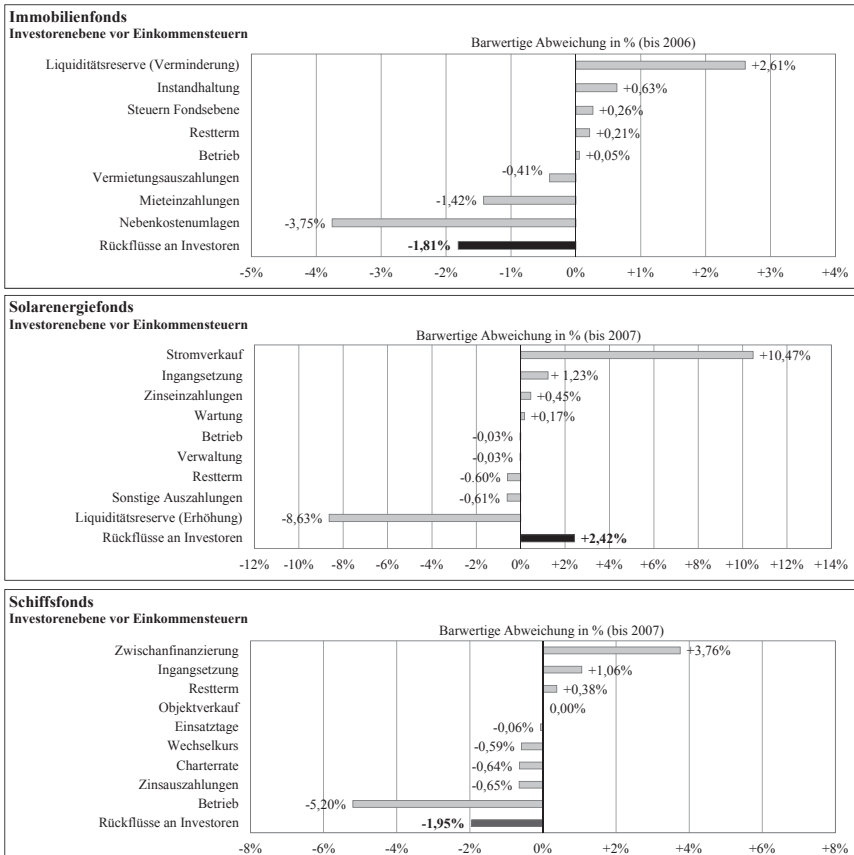 Immobilienfonds
Investorenebene vor Einkommensteuern
Barwertige Abweichung in % (bis 2006)
Liquiditätsreserve (Verminderung) +2,61%
Instandhaltung +0,63%
Steuern Fondsebene +0,26%
Restterm +0,21%
Betrieb +0,05%
Vermietungsauszahlungen -0,41%
Mieteinzahlungen -1,42%
Nebenkostenumlagen -3,75%
Rückflüsse an Investoren -1,81%
-5% -4% -3% -2% -1% 0% +1% +2% +3% +4%
Solarenergiefonds
Investorenebene vor Einkommensteuern
Barwertige Abweichung in % (bis 2007)
Stromverkauf +10,47%
Ingangsetzung + 1,23%
Zinseinzahlungen +0,45%
Wartung +0,17%
Betrieb -0,03%
Verwaltung -0,03%
Restterm -0.60%
Sonstige Auszahlungen -0,61%
Liquiditätsreserve (Erhöhung) -8,63%
Rückflüsse an Investoren +2,42%
-12% -10% -8% -6% -4% -2% 0% +2% +4% +6% +8% +10% +12% +14%
Schiffsfonds
Investorenebene vor Einkommensteuern
Barwertige Abweichung in % (bis 2007)
Zwischanfinanzierung +3,76%
Ingangsetzung +1,06%
Restterm +0,38%
Objektverkauf 0,00%
Einsatztage -0,06%
Wechselkurs -0,59%
Charterrate -0,64%
Zinsauszahlungen -0,65%
Betrieb -5,20%
Rückflüsse an Investoren -1,95%
-8% -6% -4% -2% 0% +2% +4% +6% +8%